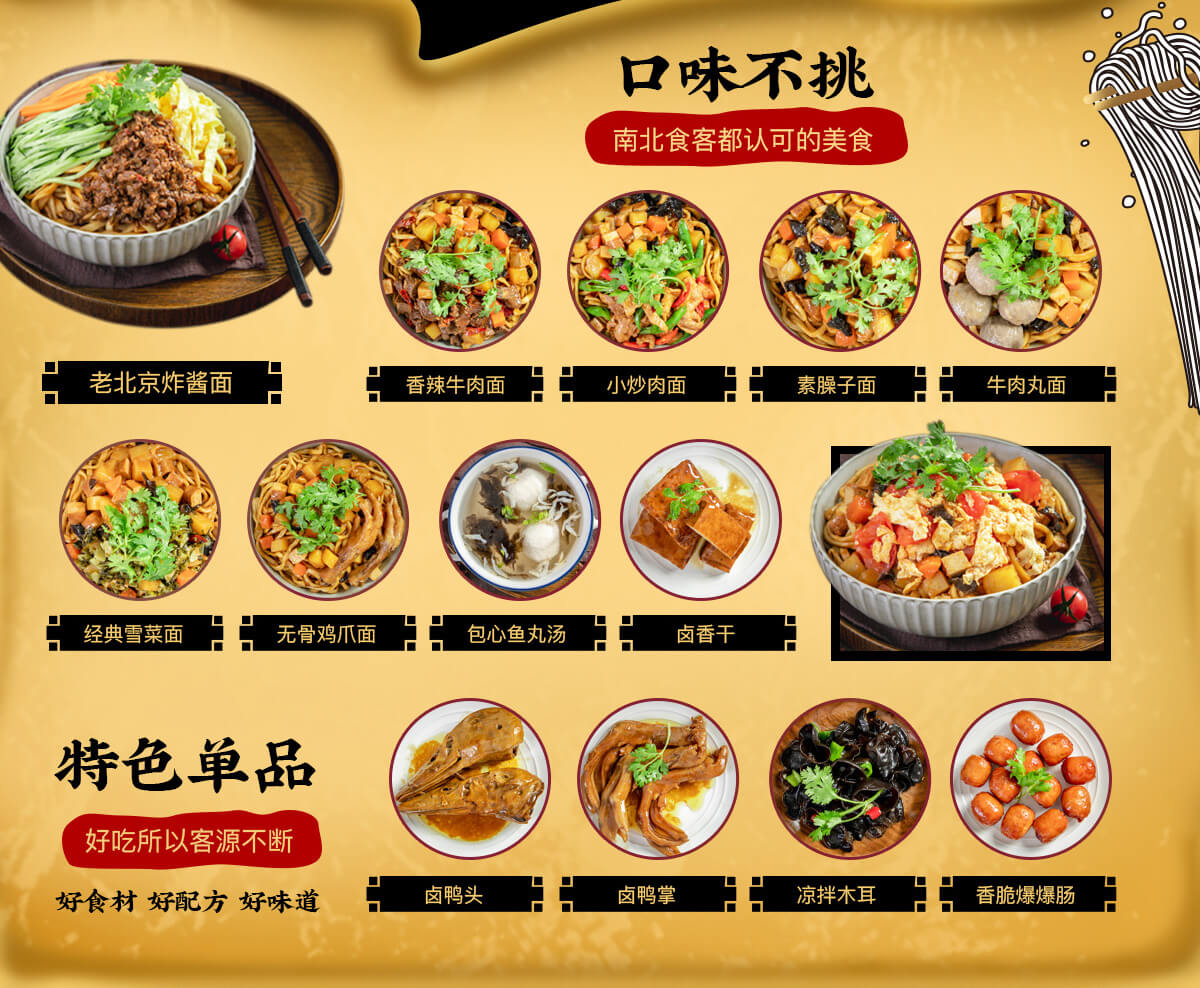 口味不挑
南北食客都认可的美食
老北京炸酱面
香辣牛肉面
小炒肉面
素臊子面
牛肉丸面
经典雪菜面
无骨鸡爪面
包心鱼丸汤
卤香干
特色单品
好吃所以客源不断
好食材 好配方 好味道
卤鸭头
卤鸭掌
凉拌木耳
香脆爆爆肠